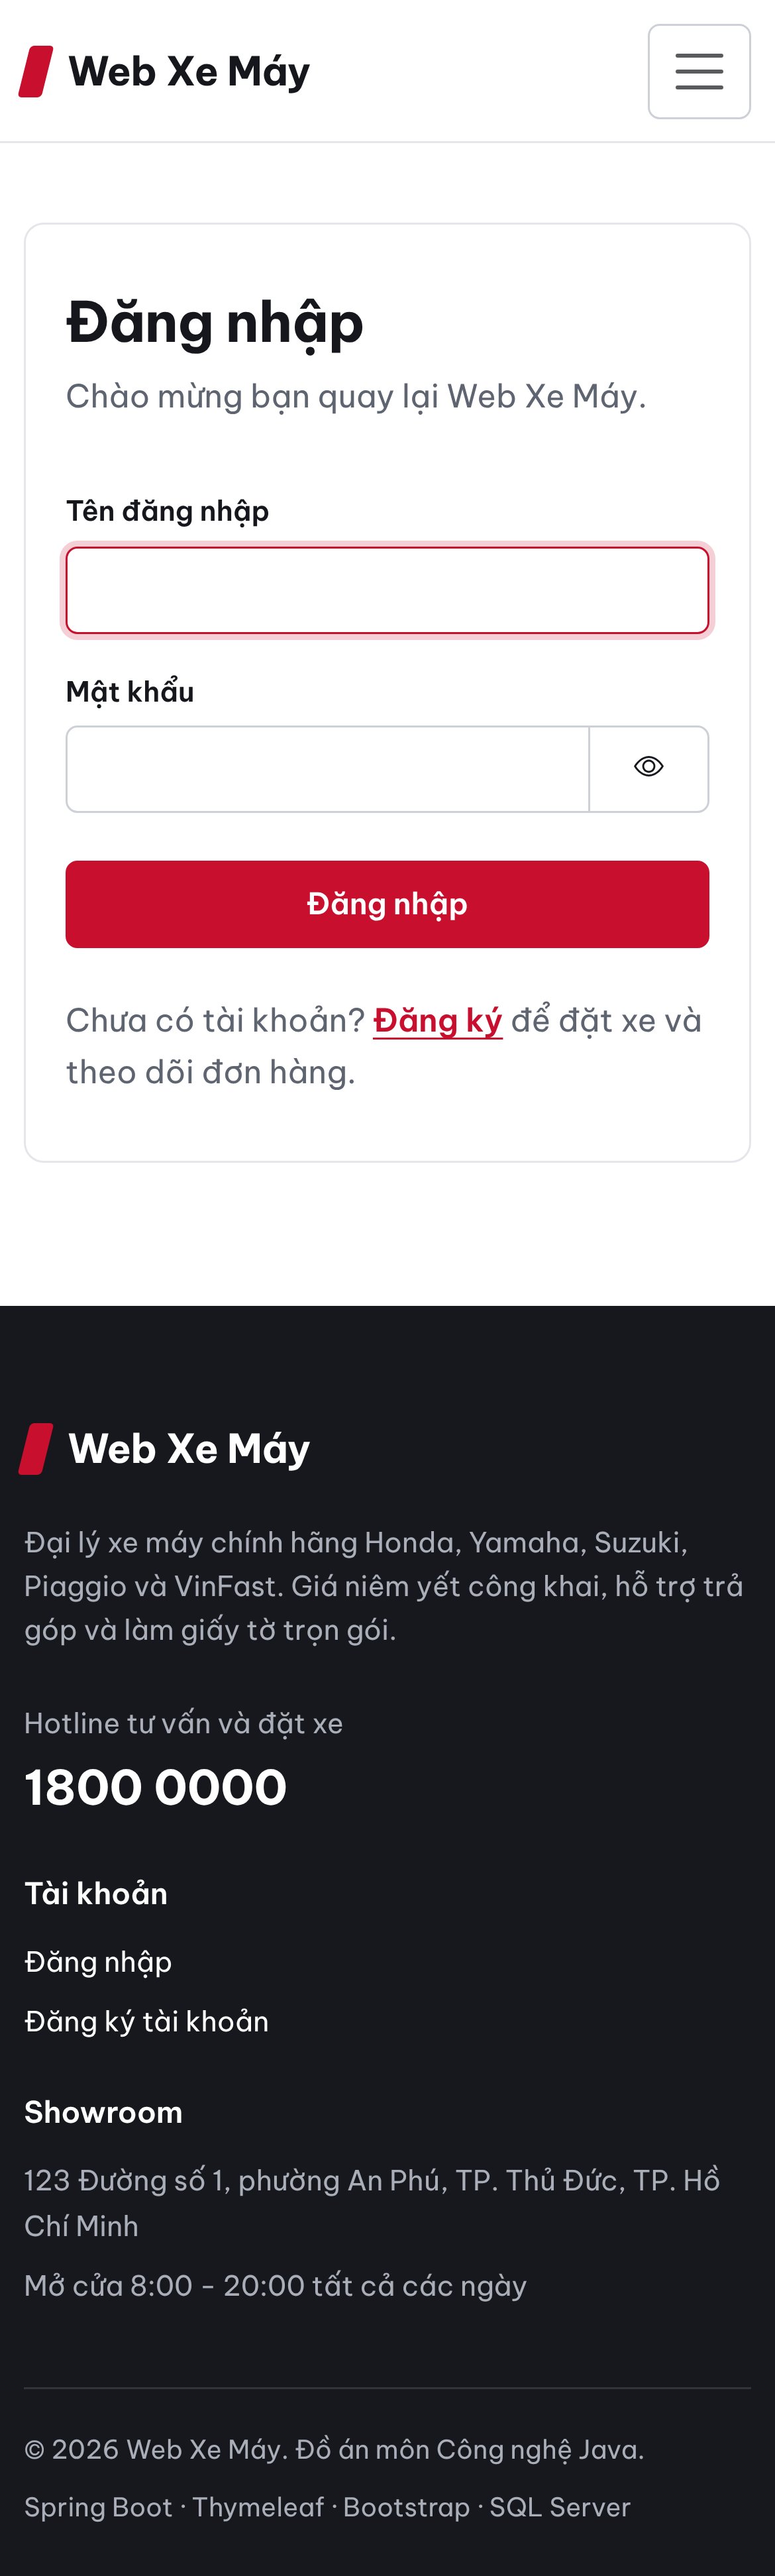 Web Xe Máy
Đăng nhập
Chào mừng bạn quay lại Web Xe Máy.
Tên đăng nhập
Mật khẩu
Đăng nhập
Chưa có tài khoản? Đăng ký để đặt xe và
theo dõi đơn hàng.
Web Xe Máy
Đại lý xe máy chính hãng Honda, Yamaha, Suzuki,
Piaggio và VinFast. Giá niêm yết công khai, hỗ trợ trả
góp và làm giấy tờ trọn gói.
Hotline tư vấn và đặt xe
1800 0000
Tài khoản
Đăng nhập
Đăng ký tài khoản
Showroom
123 Đường số 1, phường An Phú, TP. Thủ Đức, TP. Hồ
Chí Minh
Mở cửa 8:00 - 20:00 tất cả các ngày
© 2026 Web Xe Máy. Đồ án môn Công nghệ Java.
Spring Boot · Thymeleaf · Bootstrap · SQL Server